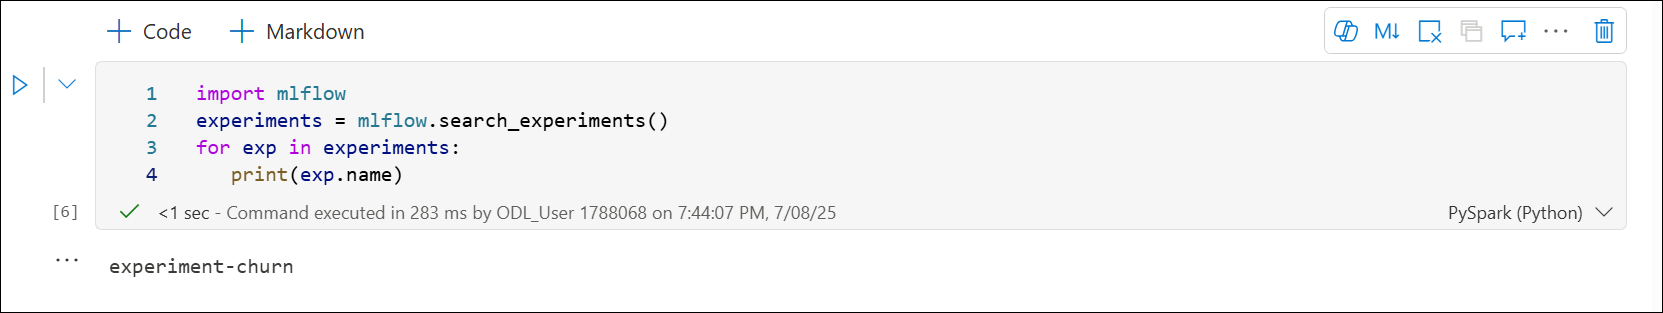 + Code + Markdown M↓ ...
1 import mlflow
2 experiments = mlflow.search_experiments()
3 for exp in experiments:
4    print(exp.name)
[6] <1 sec - Command executed in 283 ms by ODL_User 1788068 on 7:44:07 PM, 7/08/25 PySpark (Python)
... experiment-churn